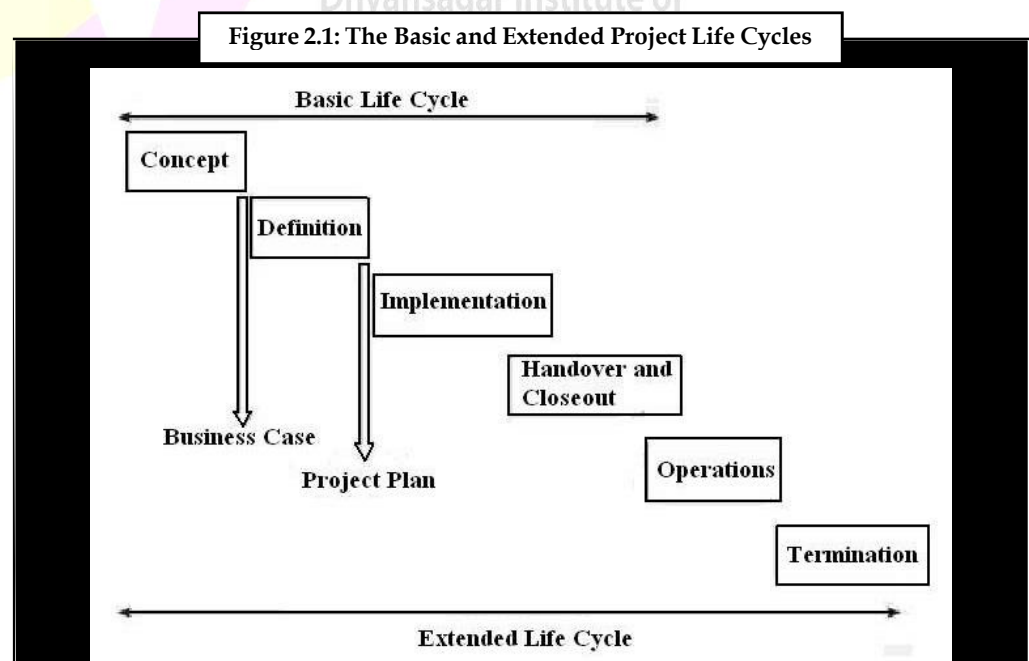 Figure 2.1: The Basic and Extended Project Life Cycles
Basic Life Cycle
Concept
Definition
Implementation
Handover and
Closeout
Business Case
Project Plan
Operations
Termination
Extended Life Cycle